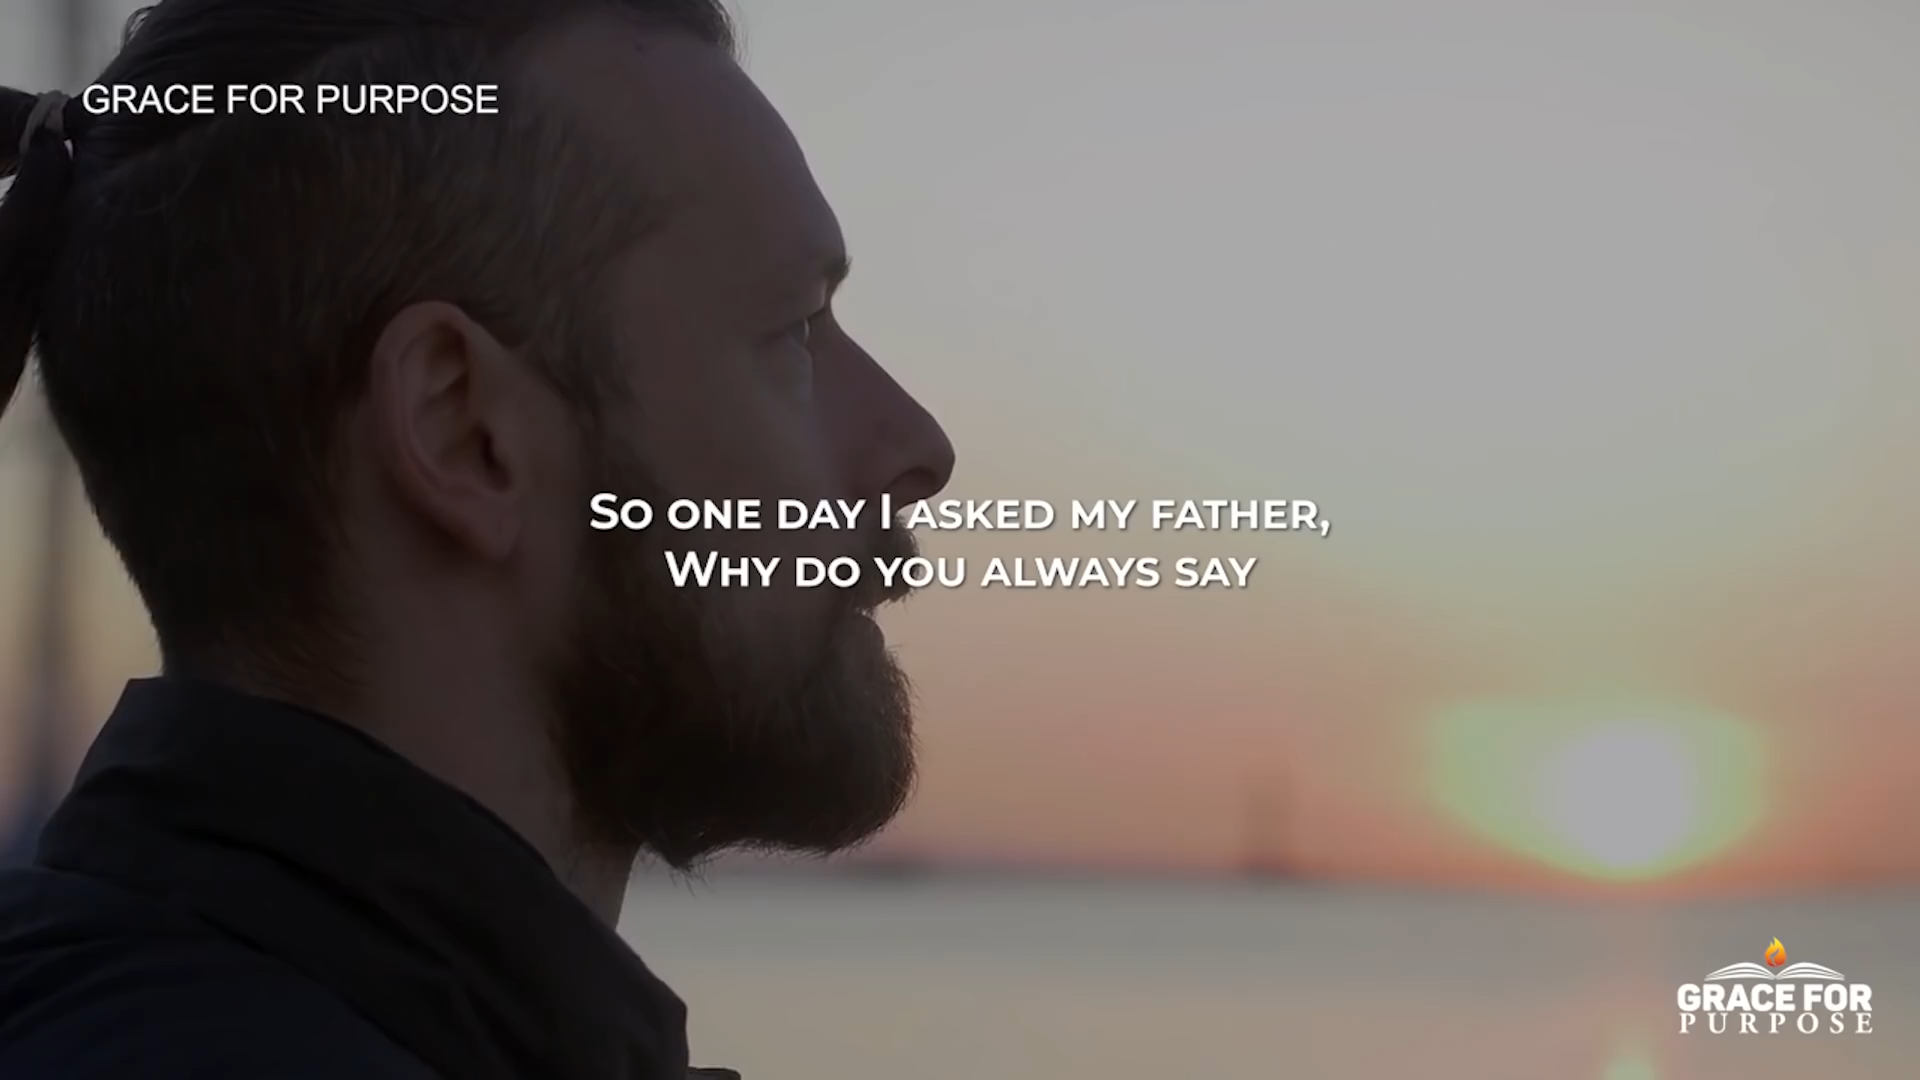 GRACE FOR PURPOSE
So one day I asked my father,
Why do you always say
GRACE FOR
PURPOSE